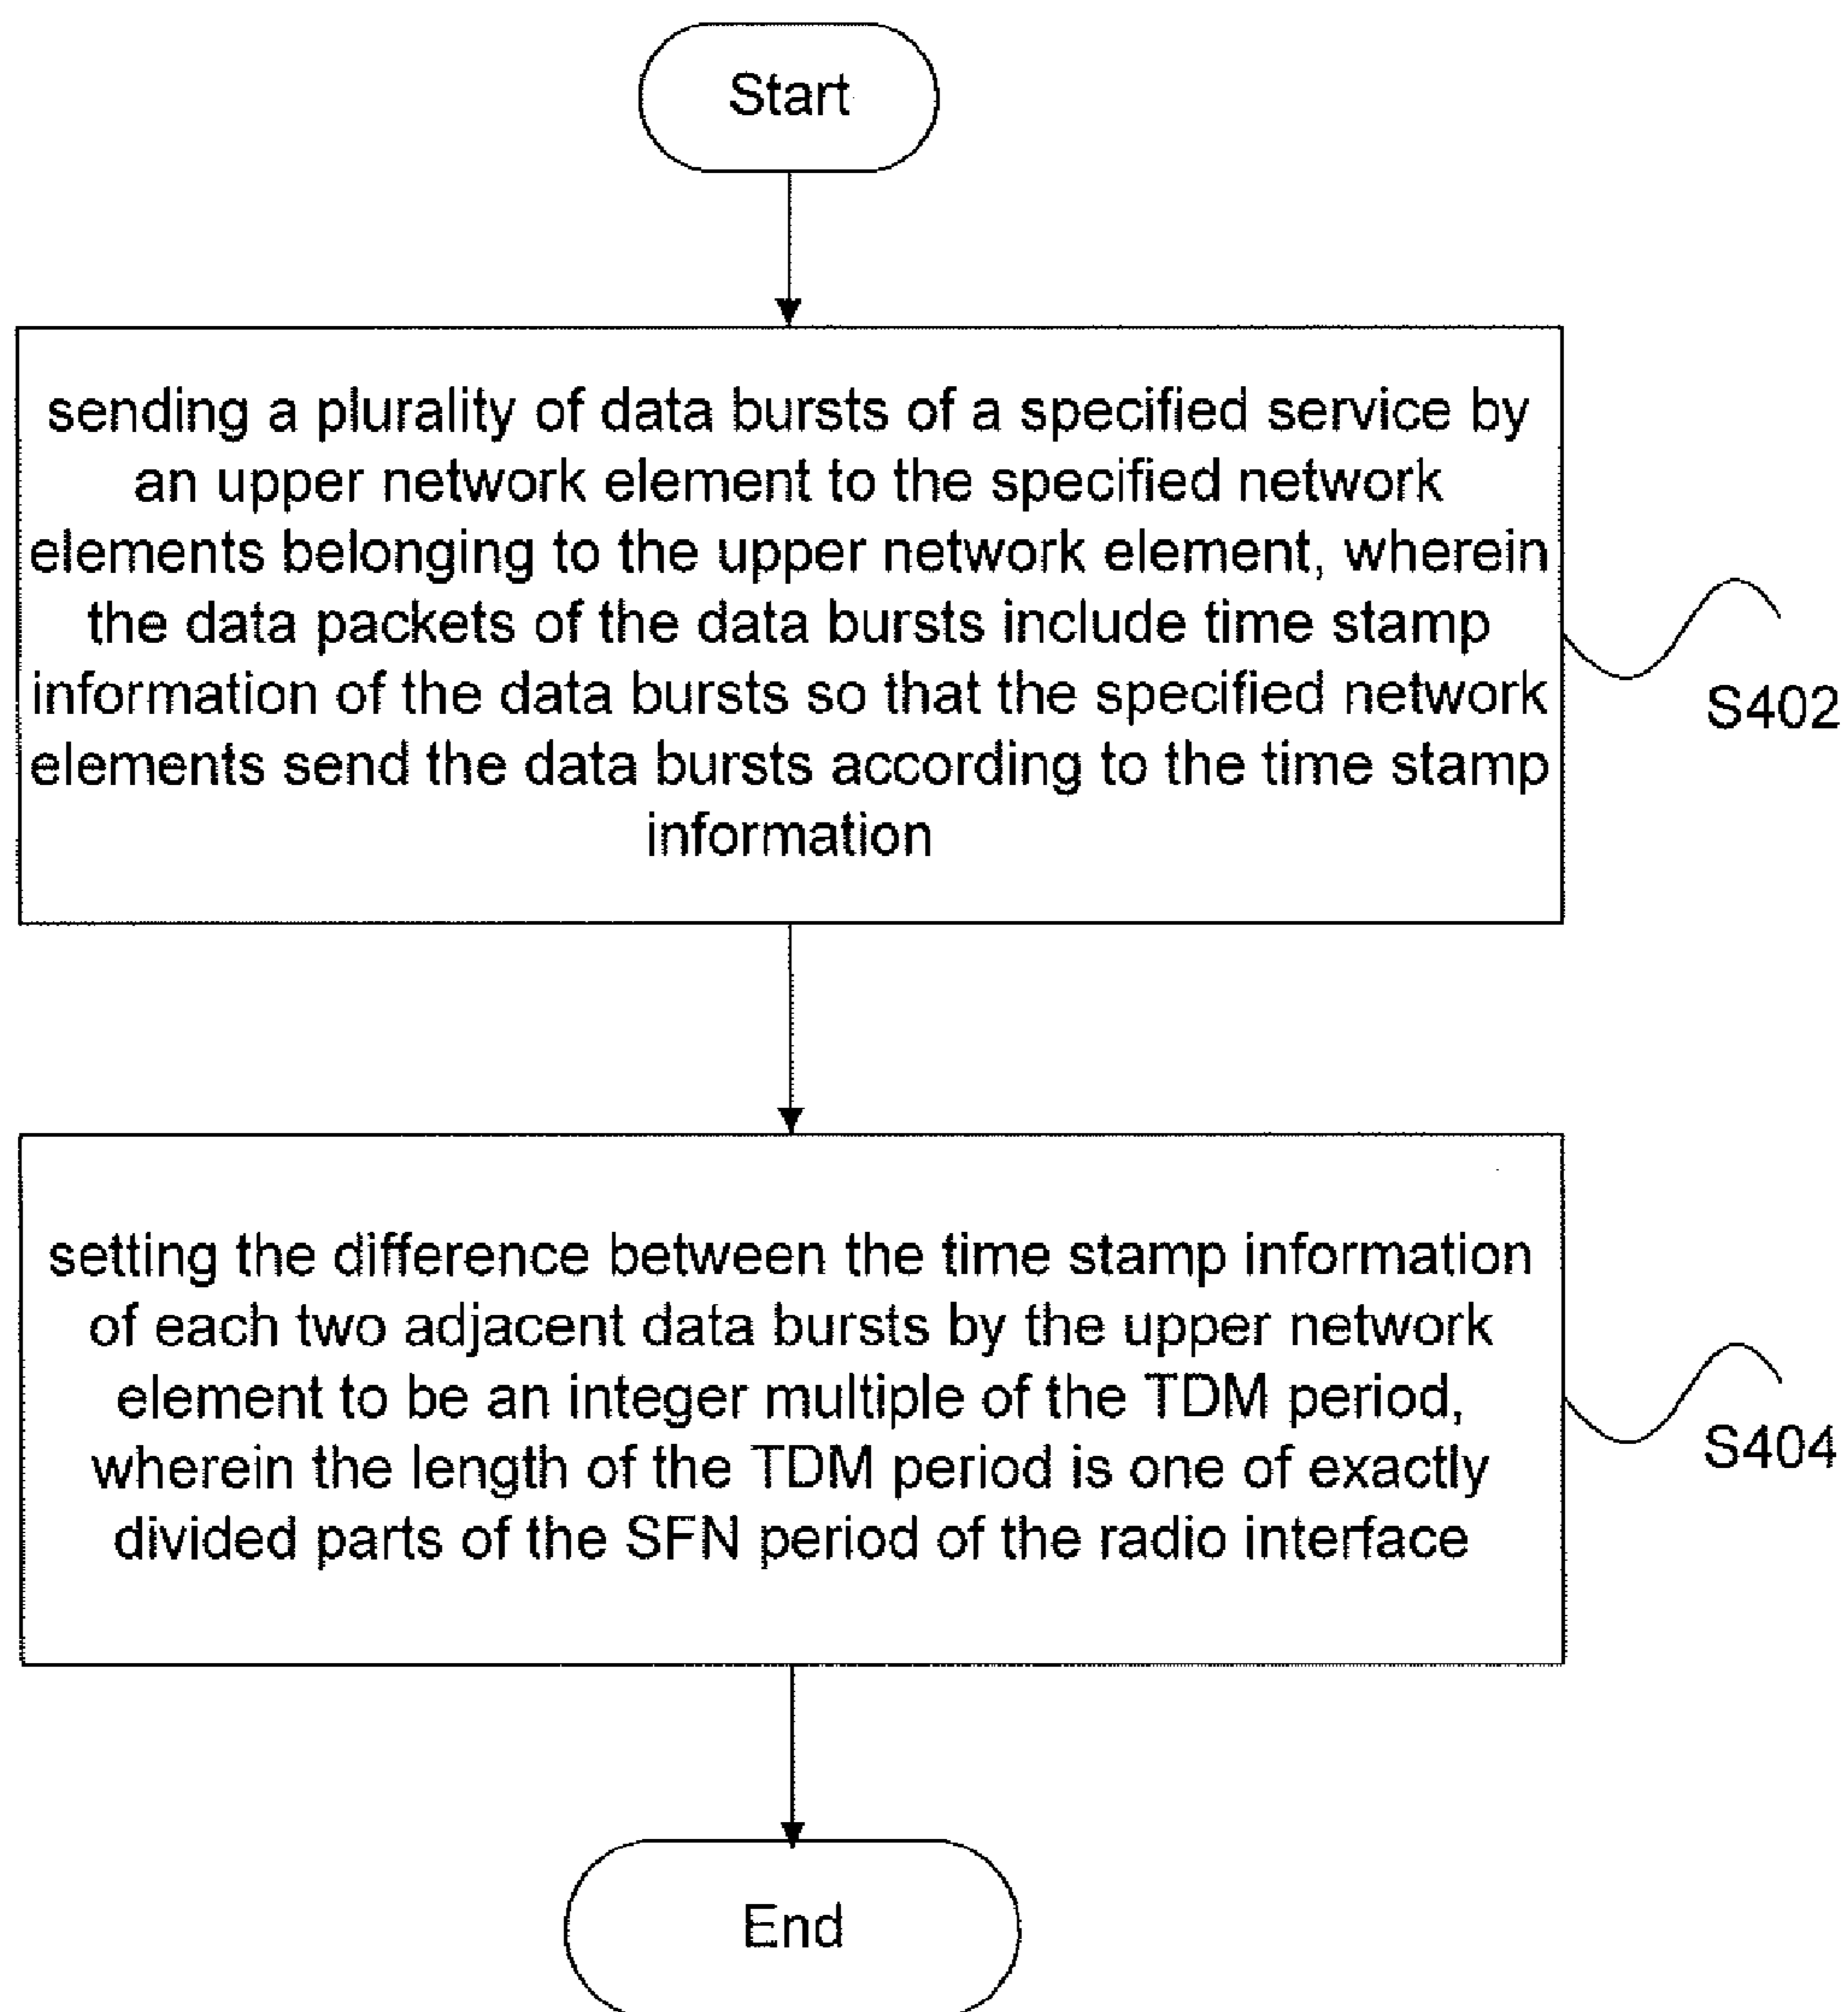 Start
sending a plurality of data bursts of a specified service by
an upper network element to the specified network
elements belonging to the upper network element, wherein
the data packets of the data bursts include time stamp
information of the data bursts so that the specified network
elements send the data bursts according to the time stamp
information
S402
setting the difference between the time stamp information
of each two adjacent data bursts by the upper network
element to be an integer multiple of the TDM period,
wherein the length of the TDM period is one of exactly
divided parts of the SFN period of the radio interface
S404
End